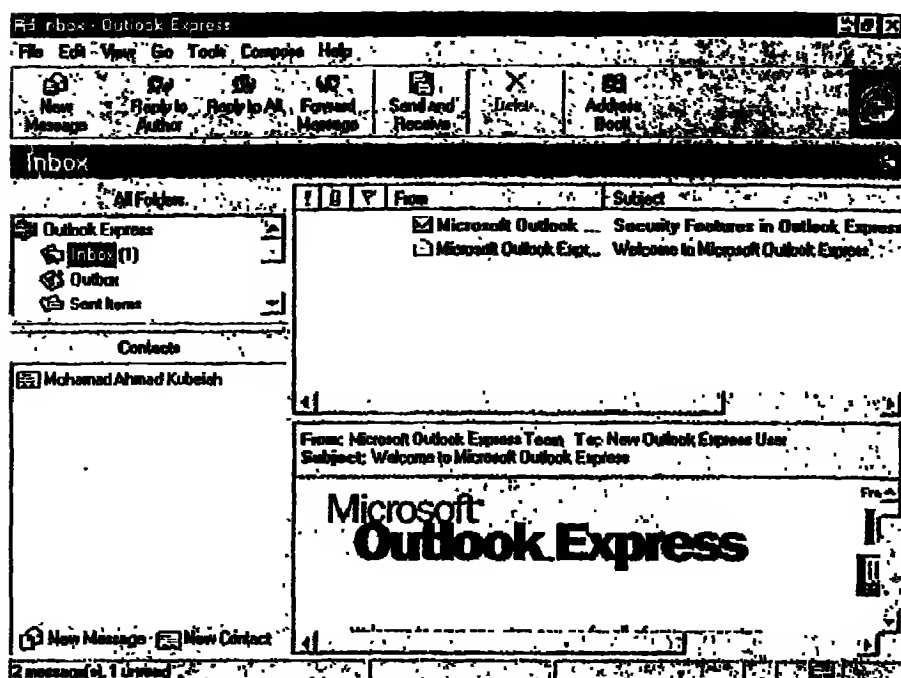 Inbox - Outlook Express
File Edit View Go Tools Compose Help
New Message
Reply to Author
Reply to All
Forward Message
Send and Receive
Delete
Address Book
Inbox
All Folders
! From Subject
Outlook Express
Inbox (1)
Outbox
Sent Items
Microsoft Outlook ... Security Features in Outlook Express
Microsoft Outlook Expr... Welcome to Microsoft Outlook Express
Contacts
Mohamad Ahmad Kubeish
From: Microsoft Outlook Express Team To: New Outlook Express User
Subject: Welcome to Microsoft Outlook Express
Microsoft
Outlook Express
Fre
New Message New Contact
2 message(s), 1 unread